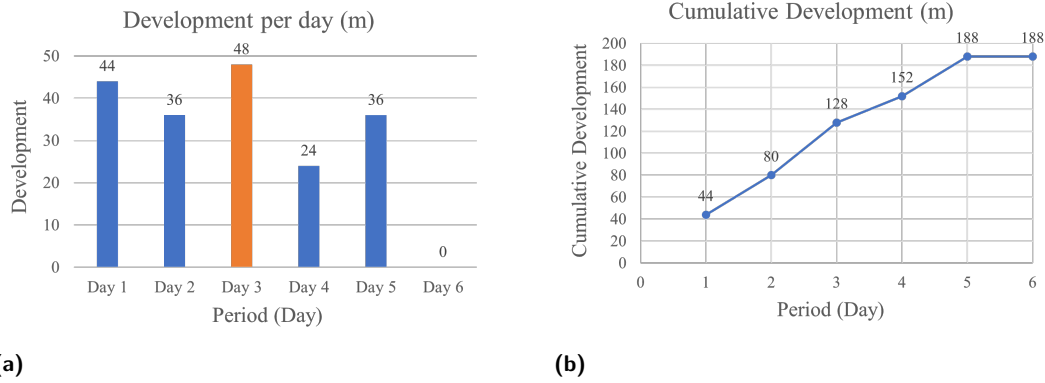 Development per day (m)
50
40
30
20
10
0
Development
44
36
48
24
36
0
Day 1 Day 2 Day 3 Day 4 Day 5 Day 6
Period (Day)
(a)
Cumulative Development (m)
200
180
160
140
120
100
80
60
40
20
0
Cumulative Development
44
80
128
152
188
188
0 1 2 3 4 5 6
Period (Day)
(b)